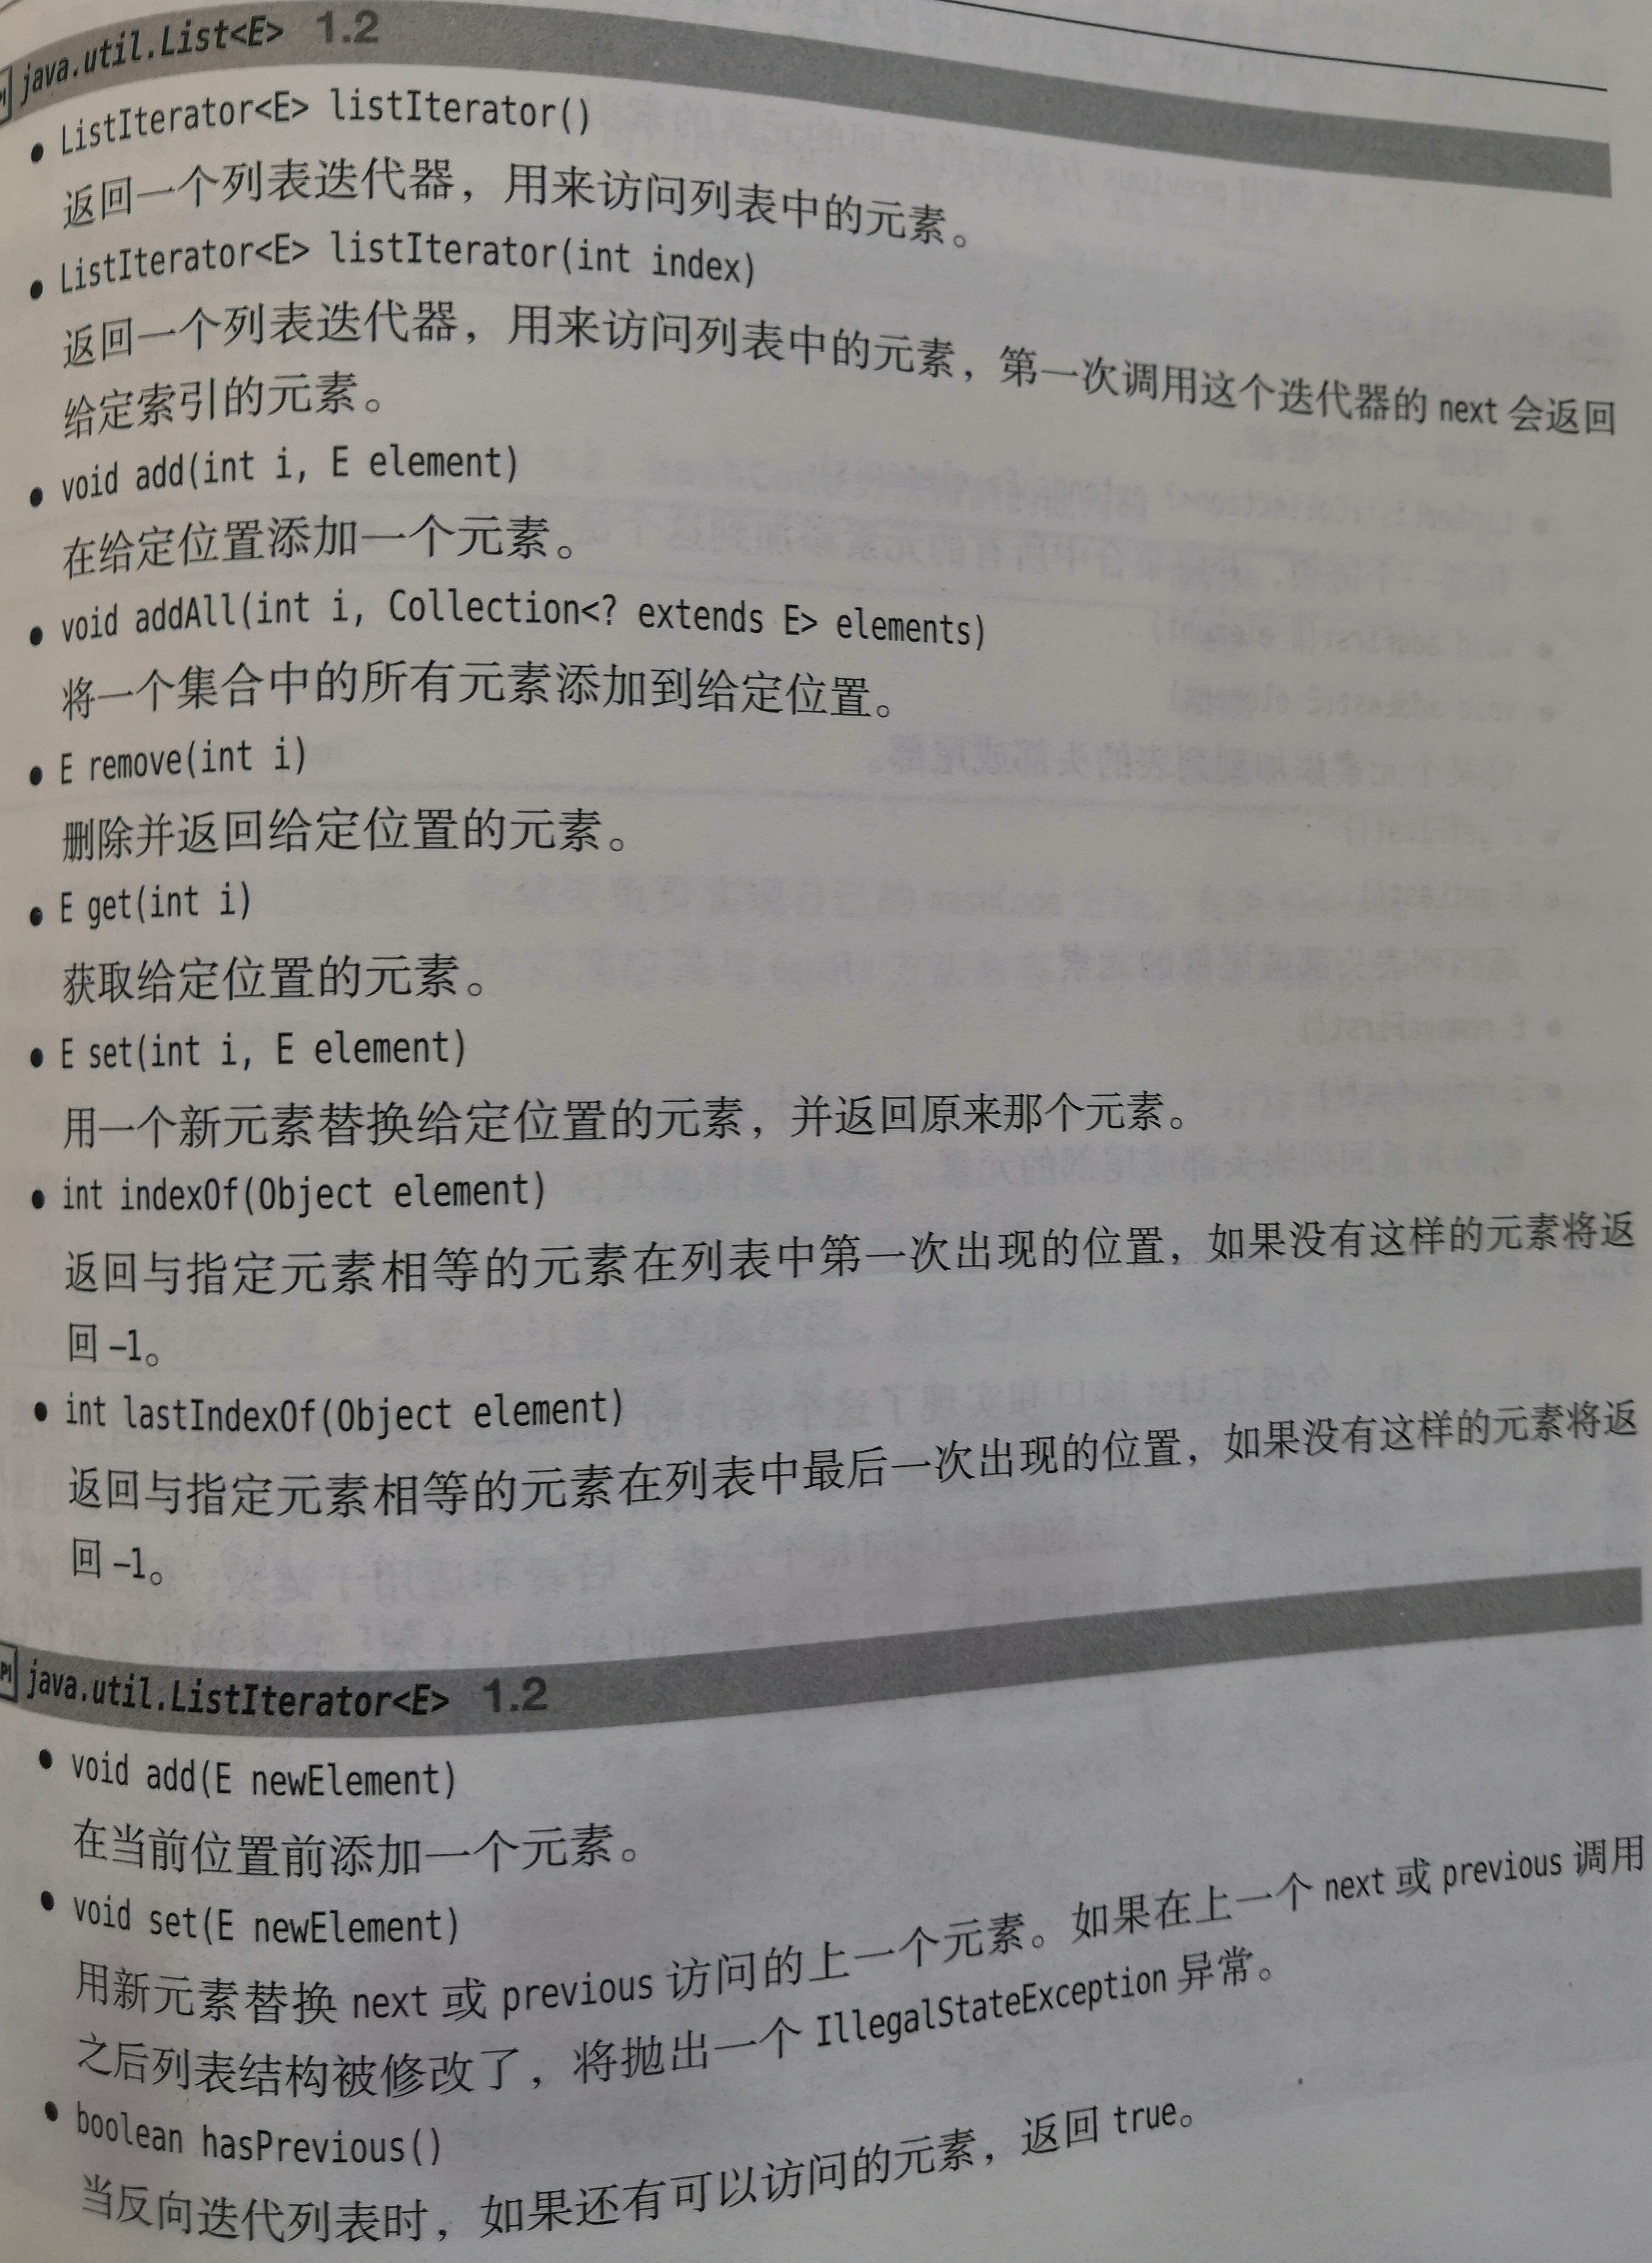 java.util.List<E> 1.2
• ListIterator<E> listIterator()
返回一个列表迭代器，用来访问列表中的元素。
• ListIterator<E> listIterator(int index)
返回一个列表迭代器，用来访问列表中的元素，第一次调用这个迭代器的 next 会返回
给定索引的元素。
• void add(int i, E element)
在给定位置添加一个元素。
• void addAll(int i, Collection<? extends E> elements)
将一个集合中的所有元素添加到给定位置。
• E remove(int i)
删除并返回给定位置的元素。
• E get(int i)
获取给定位置的元素。
• E set(int i, E element)
用一个新元素替换给定位置的元素，并返回原来那个元素。
• int indexOf(Object element)
返回与指定元素相等的元素在列表中第一次出现的位置，如果没有这样的元素将返
回 –1。
• int lastIndexOf(Object element)
返回与指定元素相等的元素在列表中最后一次出现的位置，如果没有这样的元素将返
回 –1。
java.util.ListIterator<E> 1.2
• void add(E newElement)
在当前位置前添加一个元素。
• void set(E newElement)
用新元素替换 next 或 previous 访问的上一个元素。如果在上一个 next 或 previous 调用
之后列表结构被修改了，将抛出一个 IllegalStateException 异常。
• boolean hasPrevious()
当反向迭代列表时，如果还有可以访问的元素，返回 true。